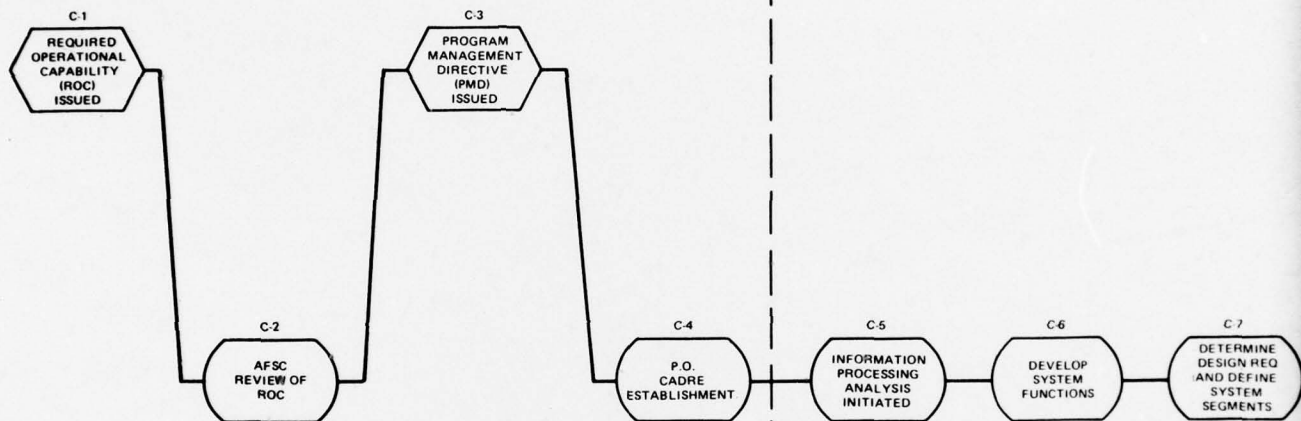 C-1
REQUIRED
OPERATIONAL
CAPABILITY
(ROC)
ISSUED
C-2
AFSC
REVIEW OF
ROC
C-3
PROGRAM
MANAGEMENT
DIRECTIVE
(PMD)
ISSUED
C-4
P.O.
CADRE
ESTABLISHMENT
C-5
INFORMATION
PROCESSING
ANALYSIS
INITIATED
C-6
DEVELOP
SYSTEM
FUNCTIONS
C-7
DETERMINE
DESIGN REQ
AND DEFINE
SYSTEM
SEGMENTS